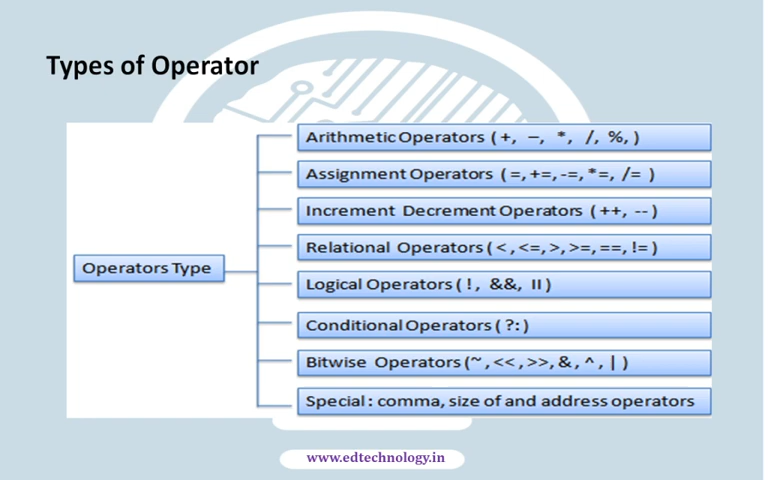 Types of Operator
Arithmetic Operators ( +, −, *, /, %, )
Assignment Operators ( =, +=, -=, *=, /= )
Increment Decrement Operators ( ++, -- )
Relational Operators ( <, <=, >, >=, ==, != )
Operators Type
Logical Operators ( !, &&, II )
Conditional Operators ( ?: )
Bitwise Operators (~, <<, >>, &, ^, | )
Special : comma, size of and address operators
www.edtechnology.in